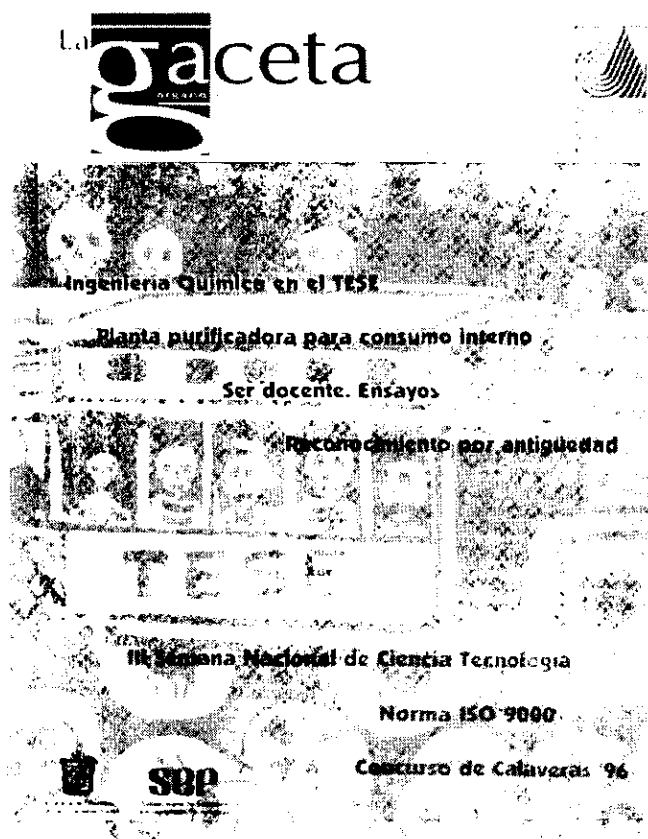 La
gaceta
organo
Ingeniería Química en el TESE
Planta purificadora para consumo interno
Ser docente. Ensayos
Reconocimiento por antigüedad
TESE
III Semana Nacional de Ciencia Tecnología
Norma ISO 9000
Concurso de Calaveras 96
sep